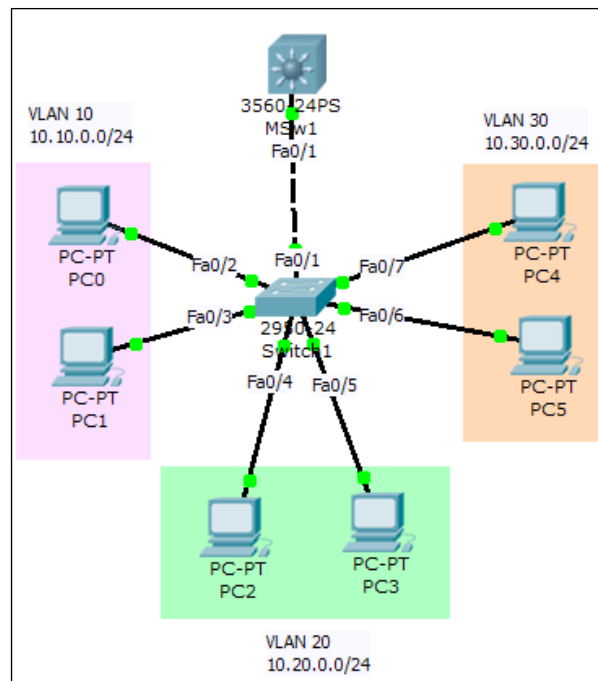 3560-24PS
MSw1
Fa0/1
VLAN 10
10.10.0.0/24
VLAN 30
10.30.0.0/24
PC-PT
PC0
Fa0/2
Fa0/1
Fa0/7
PC-PT
PC4
Fa0/3
2950-24
Switch1
Fa0/6
PC-PT
PC1
Fa0/4
Fa0/5
PC-PT
PC5
PC-PT
PC2
PC-PT
PC3
VLAN 20
10.20.0.0/24